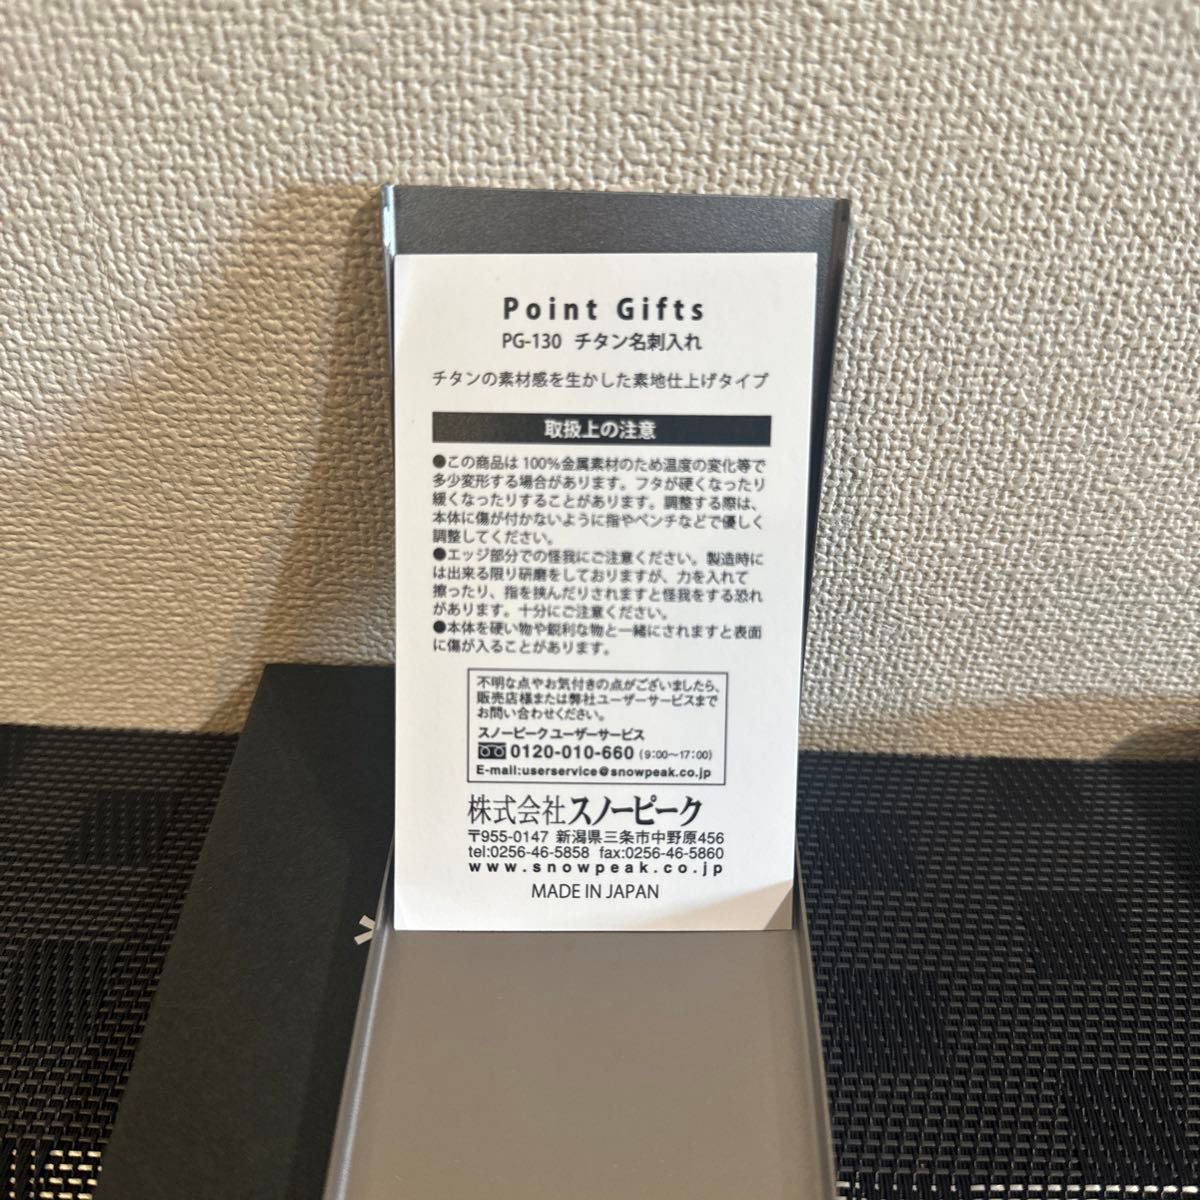 Point Gifts
PG-130 チタン名刺入れ
チタンの素材感を生かした素地仕上げタイプ
取扱上の注意
●この商品は100%金属素材のため温度の変化等で
多少変形する場合があります。フタが硬くなったり
緩くなったりすることがあります。調整する際は、
本体に傷が付かないように指やペンチなどで優しく
調整してください。
●エッジ部分での怪我にご注意ください。製造時に
は出来る限り研磨をしておりますが、力を入れて
擦ったり、指を挟んだりされますと怪我をする恐れ
があります。十分にご注意ください。
●本体を硬い物や鋭利な物と一緒にされますと表面
に傷が入ることがあります。
不明な点やお気付きの点がございましたら、
販売店様または弊社ユーザーサービスまで
お問い合わせください。
スノーピークユーザーサービス
0120-010-660 (9:00〜17:00)
E-mail:userservice@snowpeak.co.jp
株式会社スノーピーク
〒955-0147 新潟県三条市中野原456
tel:0256-46-5858 fax:0256-46-5860
www.snowpeak.co.jp
MADE IN JAPAN